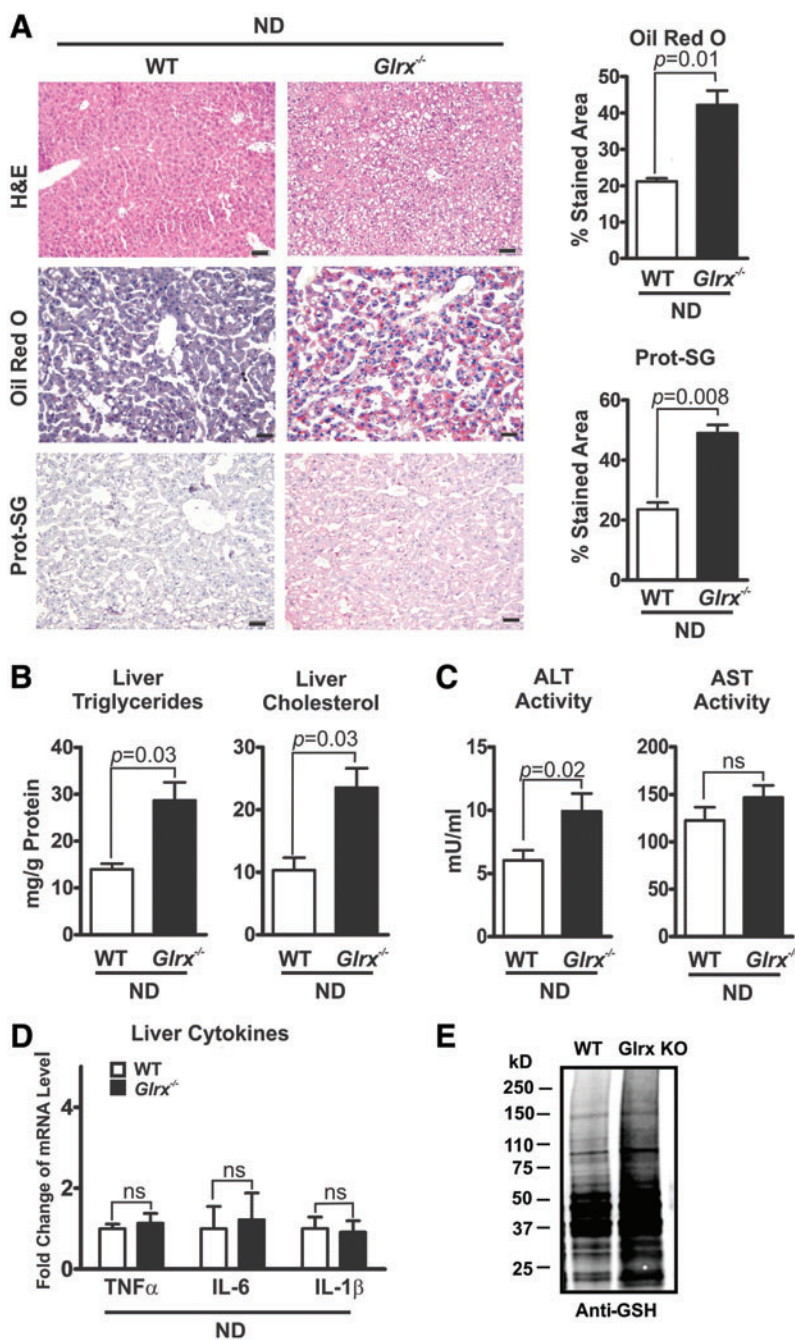 A
ND
WT Glrx-/-
H&E
Oil Red O
Prot-SG
Oil Red O
p=0.01
% Stained Area
50
40
30
20
10
0
WT Glrx-/-
ND
Prot-SG
p=0.008
% Stained Area
60
40
20
0
WT Glrx-/-
ND
B
Liver
Triglycerides
p=0.03
mg/g Protein
40
30
20
10
0
WT Glrx-/-
ND
Liver
Cholesterol
p=0.03
30
20
10
0
WT Glrx-/-
ND
C
ALT
Activity
p=0.02
mU/ml
15
10
5
0
WT Glrx-/-
ND
AST
Activity
ns
200
150
100
50
0
WT Glrx-/-
ND
D
Liver Cytokines
WT
Glrx-/-
Fold Change of mRNA Level
4
2
0
ns ns ns
TNFα IL-6 IL-1β
ND
E
WT Glrx KO
kD
250
150
110
75
50
37
25
Anti-GSH